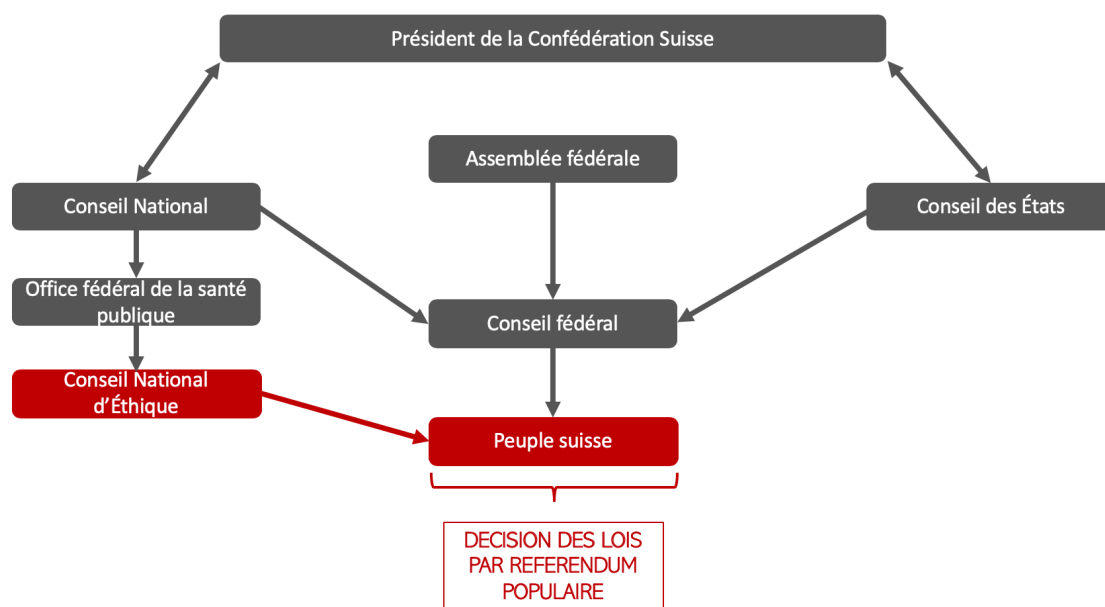 Président de la Confédération Suisse
Assemblée fédérale
Conseil National
Conseil des États
Office fédéral de la santé
publique
Conseil fédéral
Conseil National
d’Éthique
Peuple suisse
DECISION DES LOIS
PAR REFERENDUM
POPULAIRE